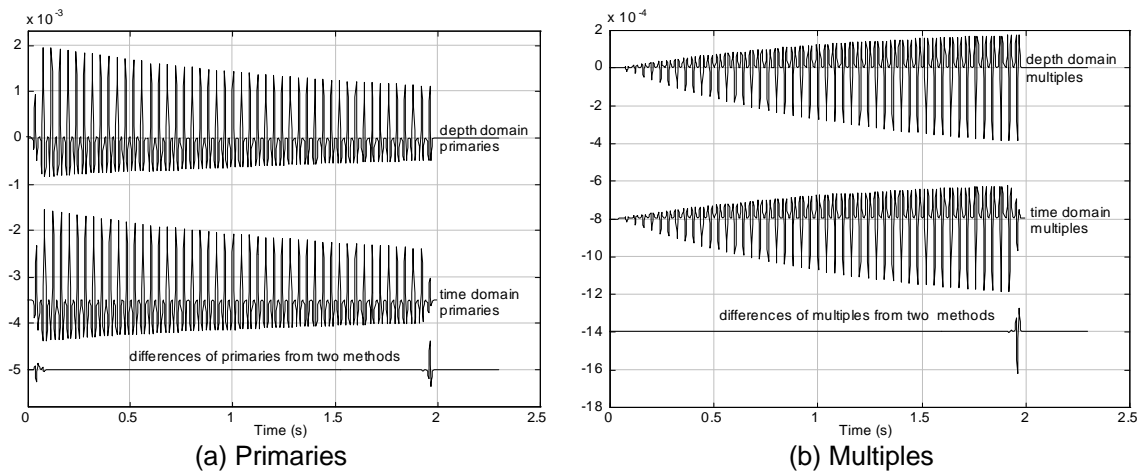 x 10⁻³
2
1
0
-1
-2
-3
-4
-5
depth domain
primaries
time domain
primaries
differences of primaries from two methods
0
0.5
1
1.5
2
2.5
Time (s)
(a) Primaries
x 10⁻⁴
2
0
-2
-4
-6
-8
-10
-12
-14
-16
-18
depth domain
multiples
time domain
multiples
differences of multiples from two methods
0
0.5
1
1.5
2
2.5
Time (s)
(b) Multiples